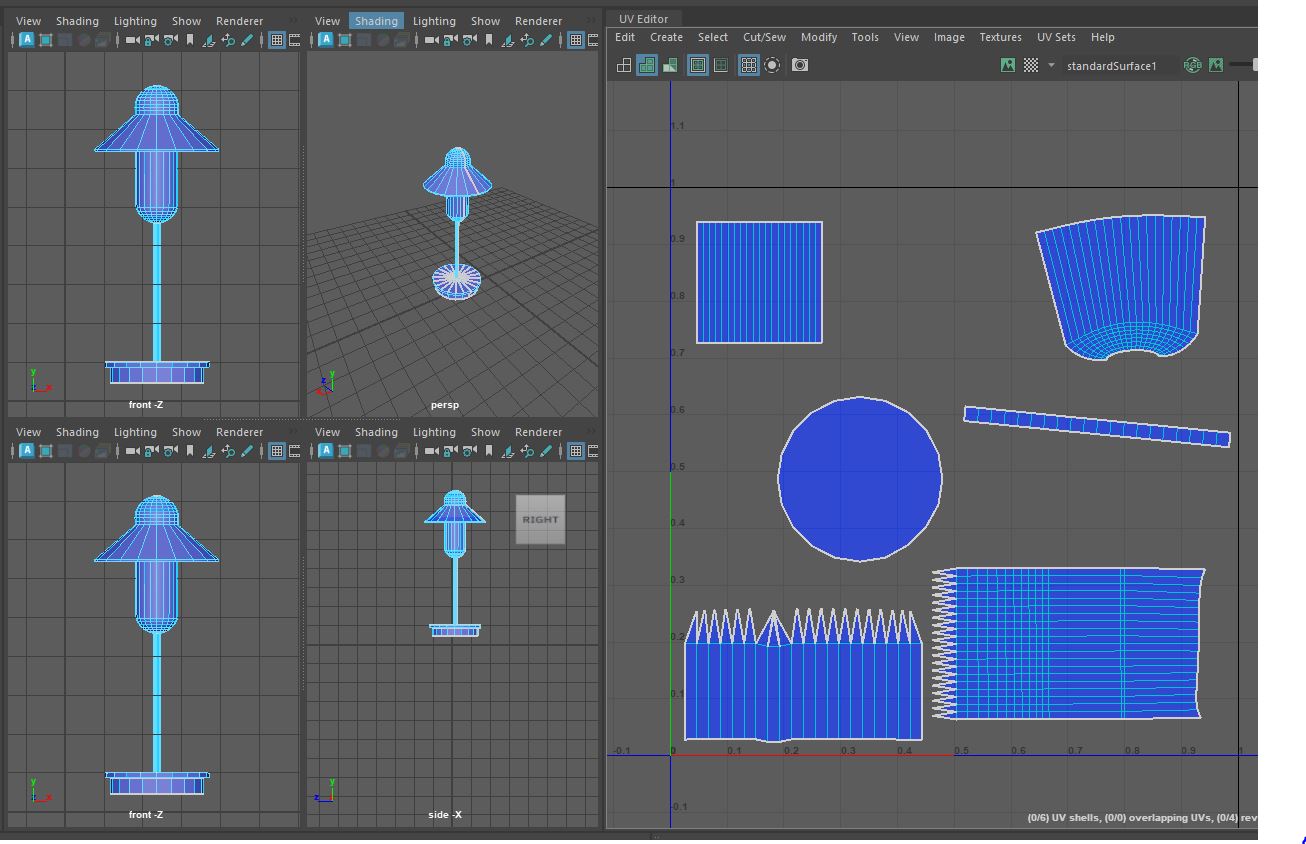 View Shading Lighting Show Renderer
View Shading Lighting Show Renderer
UV Editor
Edit Create Select Cut/Sew Modify Tools View Image Textures UV Sets Help
standardSurface1
RGB
1.1
1
0.9
0.8
0.7
0.6
0.5
0.4
0.3
0.2
0.1
-0.1 0 0.1 0.2 0.3 0.4 0.5 0.6 0.7 0.8 0.9 1
-0.1
(0/6) UV shells, (0/0) overlapping UVs, (0/4) rev
y
z x
front -Z
y
z
x
persp
View Shading Lighting Show Renderer
View Shading Lighting Show Renderer
RIGHT
y
z x
front -Z
y
z
side -X